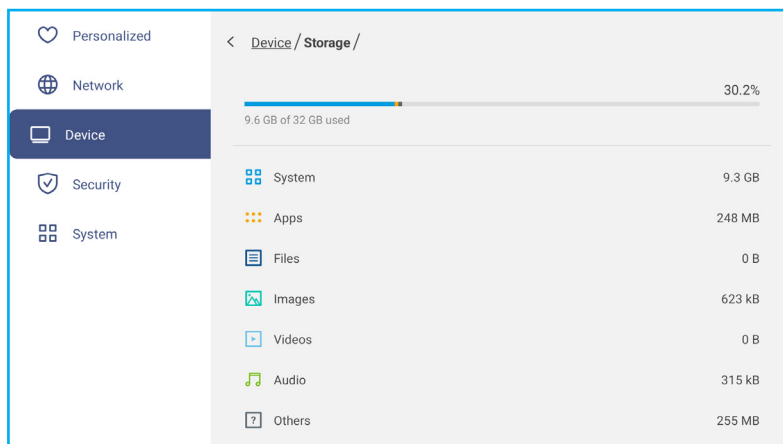 Personalized
Network
Device
Security
System
Device / Storage /
30.2%
9.6 GB of 32 GB used
System 9.3 GB
Apps 248 MB
Files 0 B
Images 623 kB
Videos 0 B
Audio 315 kB
? Others 255 MB